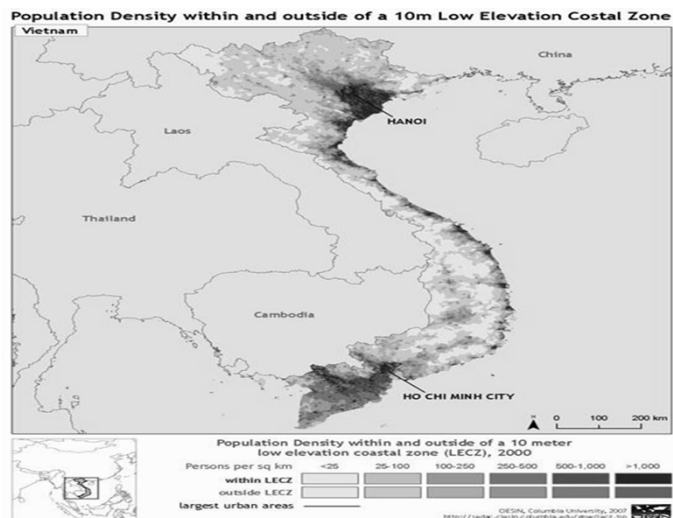 Population Density within and outside of a 10m Low Elevation Costal Zone
Vietnam
China
HANOI
Laos
Thailand
Cambodia
HO CHI MINH CITY
N
0 100 200 km
Population Density within and outside of a 10 meter
low elevation coastal zone (LECZ), 2000
Persons per sq km <25 25-100 100-250 250-500 500-1,000 >1,000
within LECZ
outside LECZ
largest urban areas
CIESIN, Columbia University, 2007